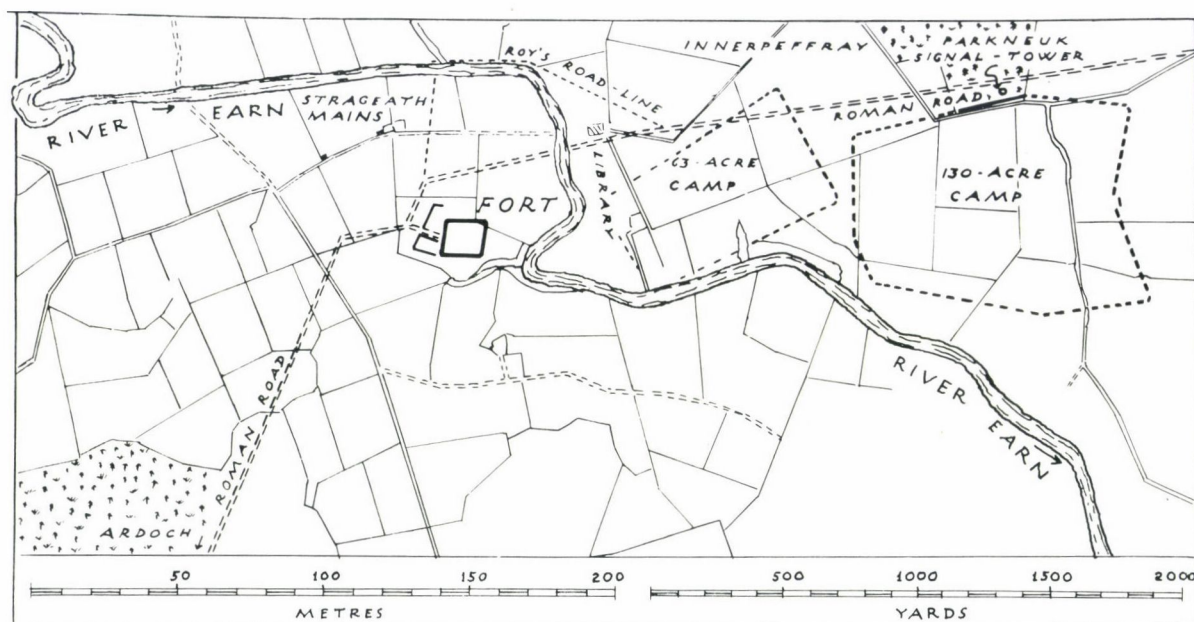 ROY'S
ROAD LINE
INNERPEFFRAY
PARKNEUK
SIGNAL-TOWER
RIVER EARN
STRAGEATH
MAINS
ROMAN ROAD
LIBRARY
63-ACRE
CAMP
130-ACRE
CAMP
FORT
ROMAN ROAD
RIVER EARN
ARDOCH
50 100 150 200
METRES
500 1000 1500 2000
YARDS